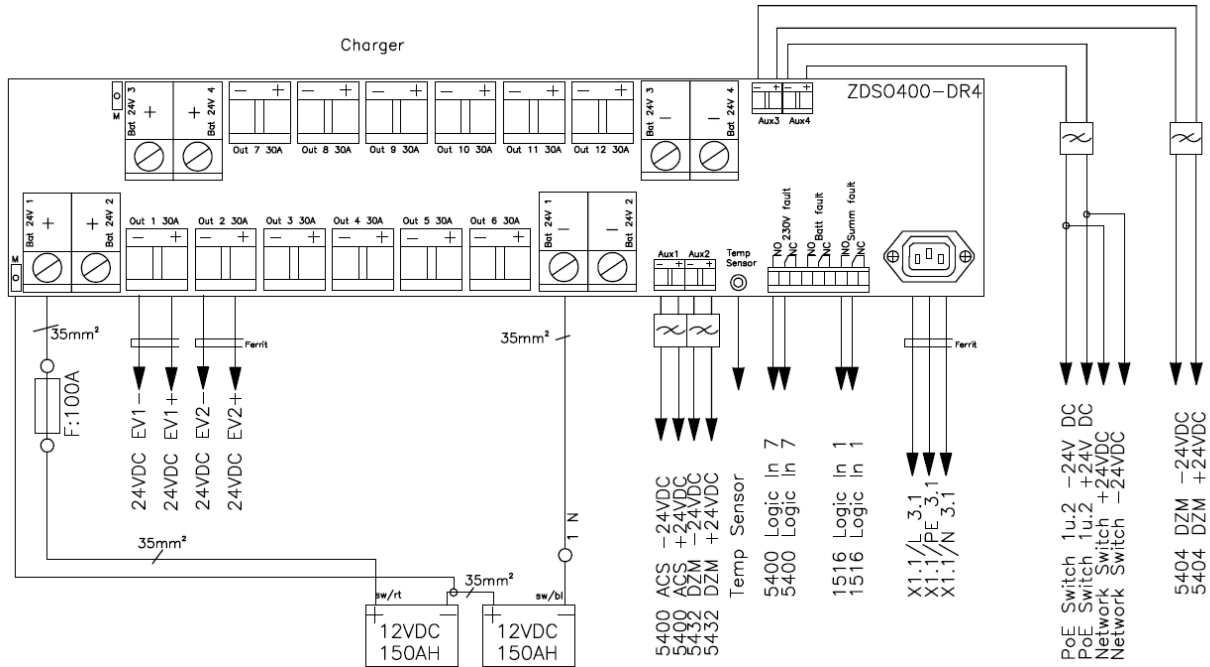 Charger
ZDSO400-DR4
M
Bat 24V 3
+
+
Bat 24V 4
- +
- +
- +
- +
- +
- +
Out 7 30A
Out 8 30A
Out 9 30A
Out 10 30A
Out 11 30A
Out 12 30A
Bat 24V 3
-
-
Bat 24V 4
- + - +
Aux3 Aux4
M
Bat 24V 1
+
+
Bat 24V 2
Out 1 30A
Out 2 30A
Out 3 30A
Out 4 30A
Out 5 30A
Out 6 30A
- +
- +
- +
- +
- +
- +
Bat 24V 1
-
-
Bat 24V 2
Aux1 Aux2
- + - +
Temp
Sensor
NO
230V fault
NC
NO
Batt fault
NC
NO
Summ fault
NC
35mm²
F:100A
Ferrit
24VDC EV1-
24VDC EV1+
24VDC EV2-
24VDC EV2+
35mm²
1 N
35mm²
35mm²
sw/rt
sw/bl
+ -
12VDC
150AH
+ -
12VDC
150AH
5400 ACS -24VDC
5400 ACS +24VDC
5432 DZM -24VDC
5432 DZM +24VDC
Temp Sensor
5400 Logic In 7
5400 Logic In 7
1516 Logic In 1
1516 Logic In 1
Ferrit
X1.1/L 3.1
X1.1/PE 3.1
X1.1/N 3.1
PoE Switch 1u.2 -24V DC
PoE Switch 1u.2 +24V DC
Network Switch +24VDC
Network Switch -24VDC
5404 DZM -24VDC
5404 DZM +24VDC